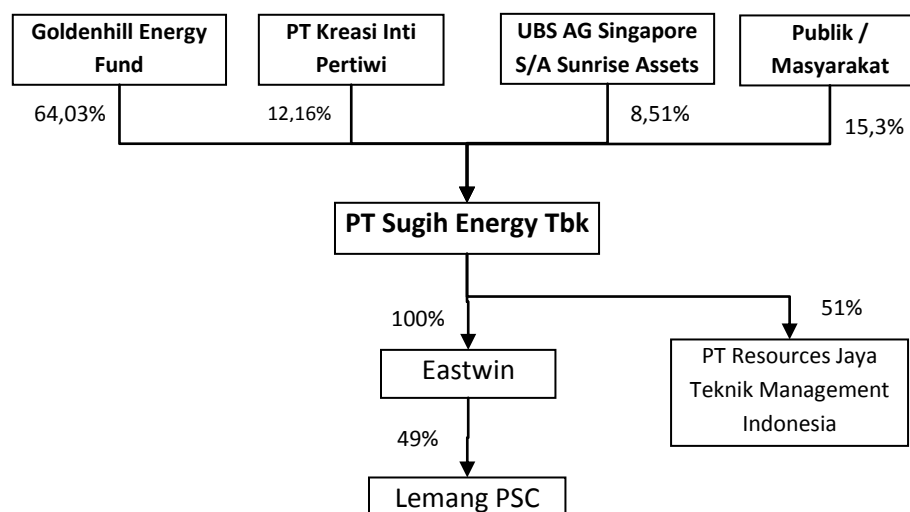 Goldenhill Energy
Fund
PT Kreasi Inti
Pertiwi
UBS AG Singapore
S/A Sunrise Assets
Publik /
Masyarakat
64,03%
12,16%
8,51%
15,3%
PT Sugih Energy Tbk
100%
51%
Eastwin
PT Resources Jaya
Teknik Management
Indonesia
49%
Lemang PSC